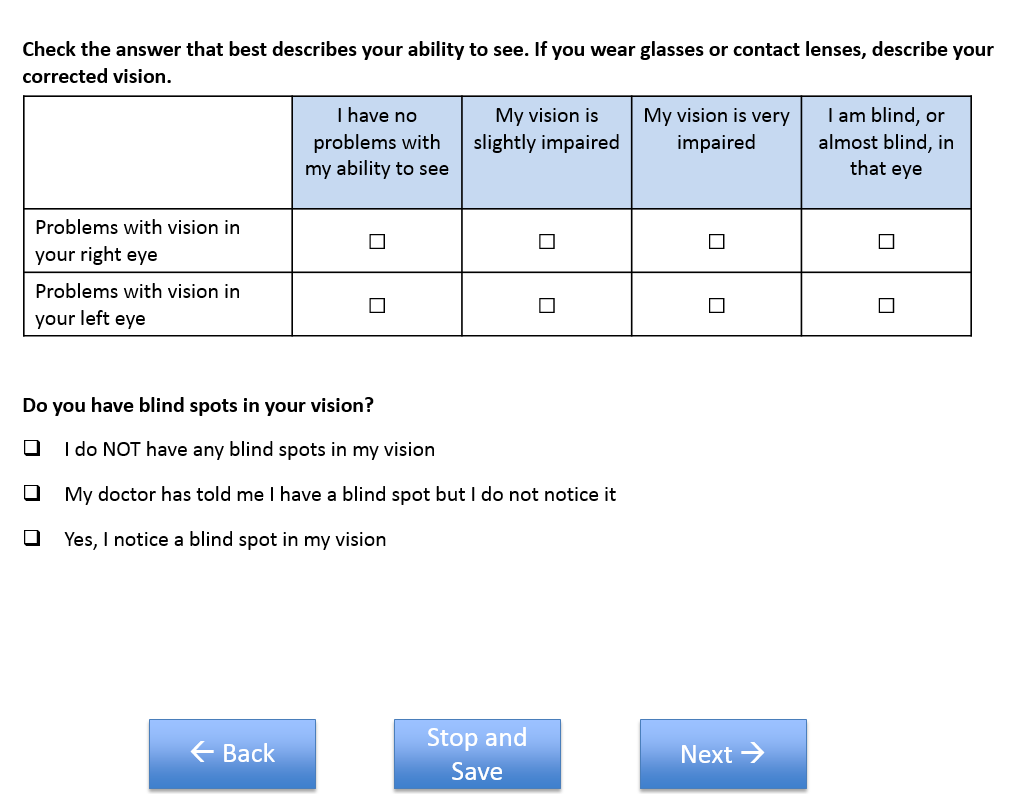 Check the answer that best describes your ability to see. If you wear glasses or contact lenses, describe your
corrected vision.
I have no
problems with
my ability to see
My vision is
slightly impaired
My vision is very
impaired
I am blind, or
almost blind, in
that eye
Problems with vision in
your right eye
☐ ☐ ☐ ☐
Problems with vision in
your left eye
☐ ☐ ☐ ☐
Do you have blind spots in your vision?
❑ I do NOT have any blind spots in my vision
❑ My doctor has told me I have a blind spot but I do not notice it
❑ Yes, I notice a blind spot in my vision
← Back
Stop and
Save
Next →